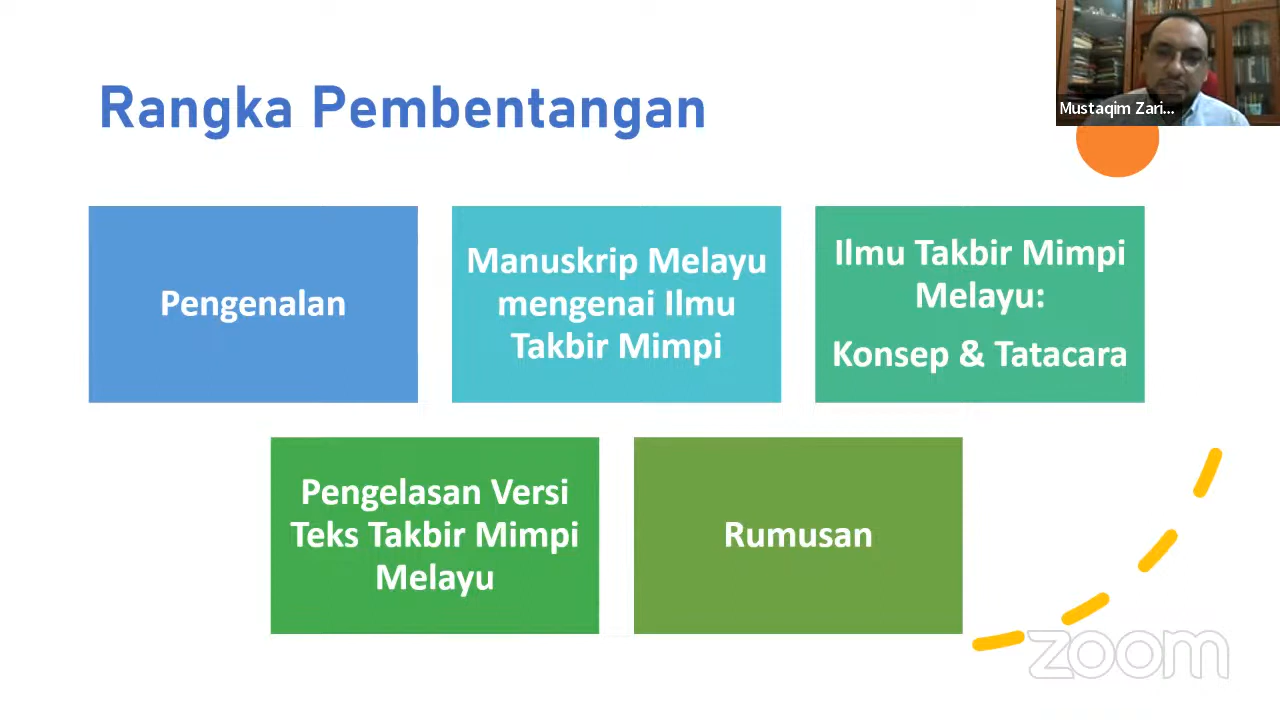 Rangka Pembentangan
Mustaqim Zari...
Pengenalan
Manuskrip Melayu
mengenai Ilmu
Takbir Mimpi
Ilmu Takbir Mimpi
Melayu:
Konsep & Tatacara
Pengelasan Versi
Teks Takbir Mimpi
Melayu
Rumusan
zoom